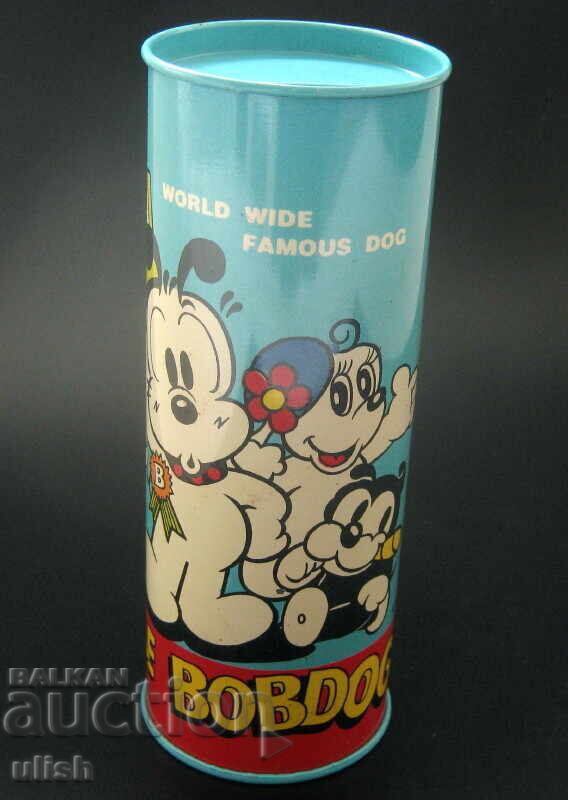 WORLD WIDE
FAMOUS DOG
B
E BOBDOG
BALKAN
auction
ulish